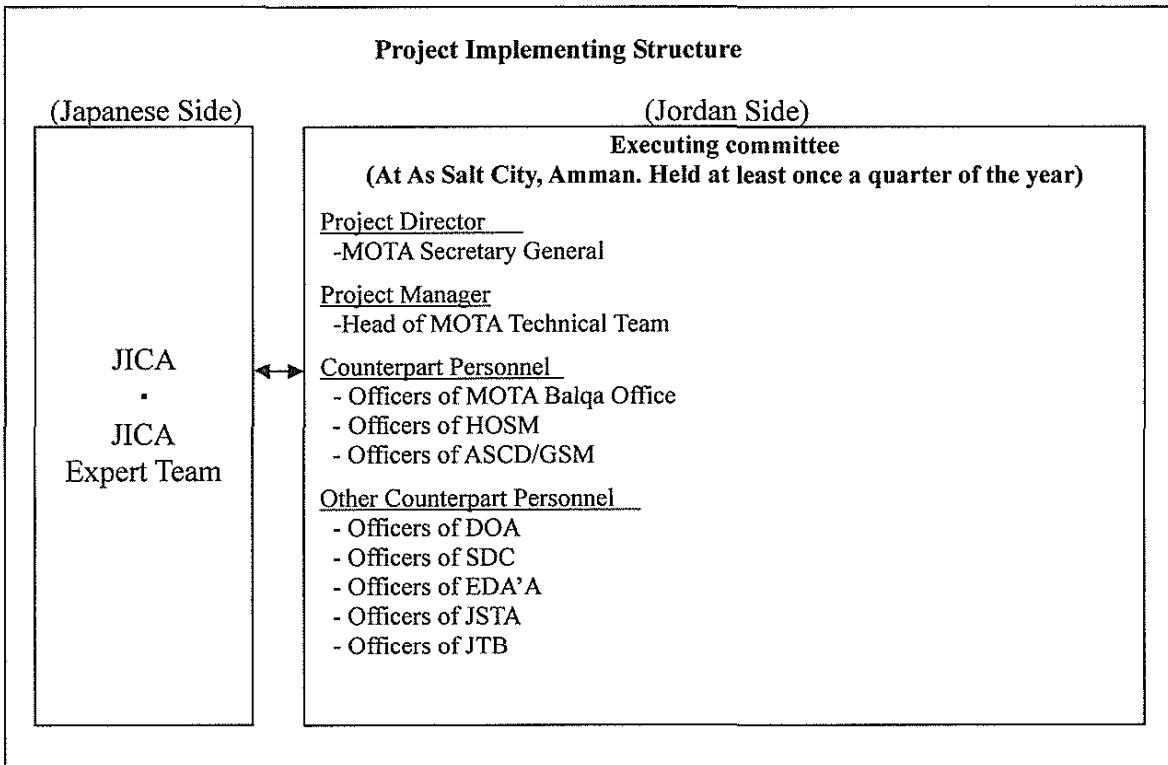 Project Implementing Structure
(Japanese Side)
(Jordan Side)
JICA
・
JICA
Expert Team
Executing committee
(At As Salt City, Amman. Held at least once a quarter of the year)
Project Director
-MOTA Secretary General
Project Manager
-Head of MOTA Technical Team
Counterpart Personnel
- Officers of MOTA Balqa Office
- Officers of HOSM
- Officers of ASCD/GSM
Other Counterpart Personnel
- Officers of DOA
- Officers of SDC
- Officers of EDA’A
- Officers of JSTA
- Officers of JTB